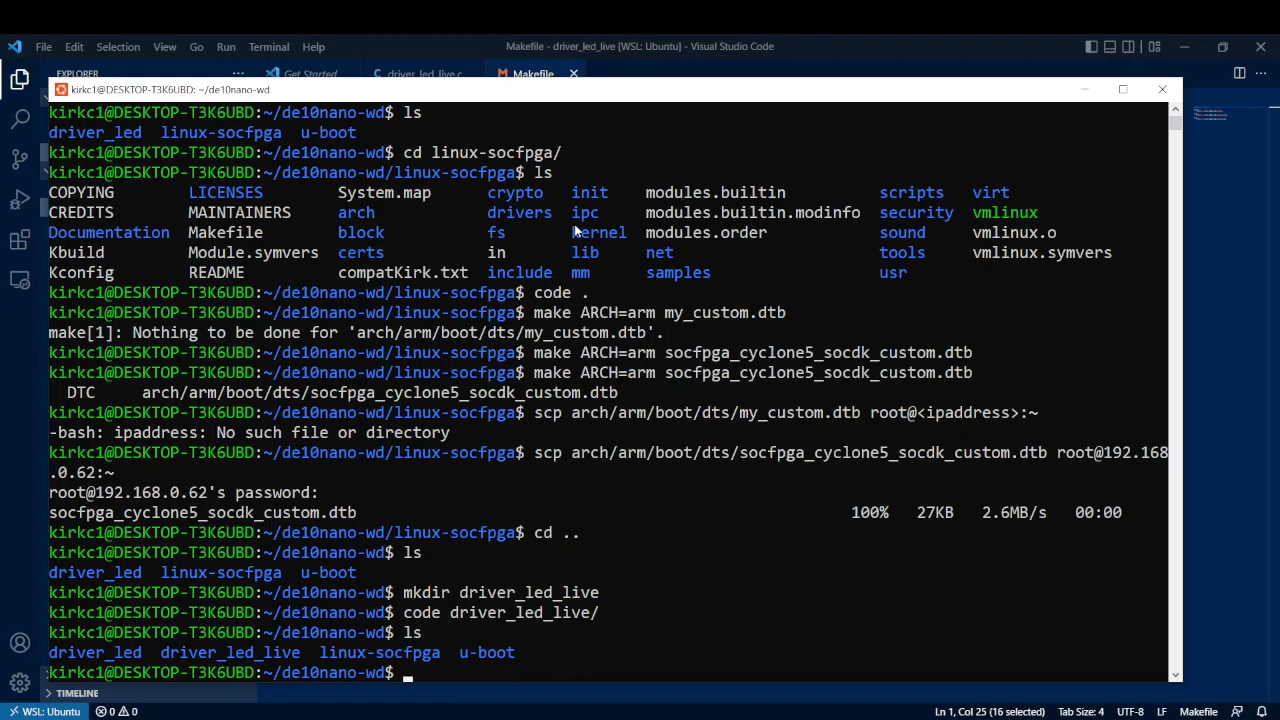 File Edit Selection View Go Run Terminal Help Makefile - driver_led_live [WSL: Ubuntu] - Visual Studio Code
EXPLORER ··· Get Started driver_led_live.c Makefile
kirkc1@DESKTOP-T3K6UBD: ~/de10nano-wd
kirkc1@DESKTOP-T3K6UBD:~/de10nano-wd$ ls
driver_led linux-socfpga u-boot
kirkc1@DESKTOP-T3K6UBD:~/de10nano-wd$ cd linux-socfpga/
kirkc1@DESKTOP-T3K6UBD:~/de10nano-wd/linux-socfpga$ ls
COPYING LICENSES System.map crypto init modules.builtin scripts virt
CREDITS MAINTAINERS arch drivers ipc modules.builtin.modinfo security vmlinux
Documentation Makefile block fs kernel modules.order sound vmlinux.o
Kbuild Module.symvers certs in lib net tools vmlinux.symvers
Kconfig README compatKirk.txt include mm samples usr
kirkc1@DESKTOP-T3K6UBD:~/de10nano-wd/linux-socfpga$ code .
kirkc1@DESKTOP-T3K6UBD:~/de10nano-wd/linux-socfpga$ make ARCH=arm my_custom.dtb
make[1]: Nothing to be done for 'arch/arm/boot/dts/my_custom.dtb'.
kirkc1@DESKTOP-T3K6UBD:~/de10nano-wd/linux-socfpga$ make ARCH=arm socfpga_cyclone5_socdk_custom.dtb
kirkc1@DESKTOP-T3K6UBD:~/de10nano-wd/linux-socfpga$ make ARCH=arm socfpga_cyclone5_socdk_custom.dtb
DTC arch/arm/boot/dts/socfpga_cyclone5_socdk_custom.dtb
kirkc1@DESKTOP-T3K6UBD:~/de10nano-wd/linux-socfpga$ scp arch/arm/boot/dts/my_custom.dtb root@<ipaddress>:~
-bash: ipaddress: No such file or directory
kirkc1@DESKTOP-T3K6UBD:~/de10nano-wd/linux-socfpga$ scp arch/arm/boot/dts/socfpga_cyclone5_socdk_custom.dtb root@192.168
.0.62:~
root@192.168.0.62's password:
socfpga_cyclone5_socdk_custom.dtb 100% 27KB 2.6MB/s 00:00
kirkc1@DESKTOP-T3K6UBD:~/de10nano-wd/linux-socfpga$ cd ..
kirkc1@DESKTOP-T3K6UBD:~/de10nano-wd$ ls
driver_led linux-socfpga u-boot
kirkc1@DESKTOP-T3K6UBD:~/de10nano-wd$ mkdir driver_led_live
kirkc1@DESKTOP-T3K6UBD:~/de10nano-wd$ code driver_led_live/
kirkc1@DESKTOP-T3K6UBD:~/de10nano-wd$ ls
driver_led driver_led_live linux-socfpga u-boot
kirkc1@DESKTOP-T3K6UBD:~/de10nano-wd$
TIMELINE
WSL: Ubuntu 0 0 Ln 1, Col 25 (16 selected) Tab Size: 4 UTF-8 LF Makefile